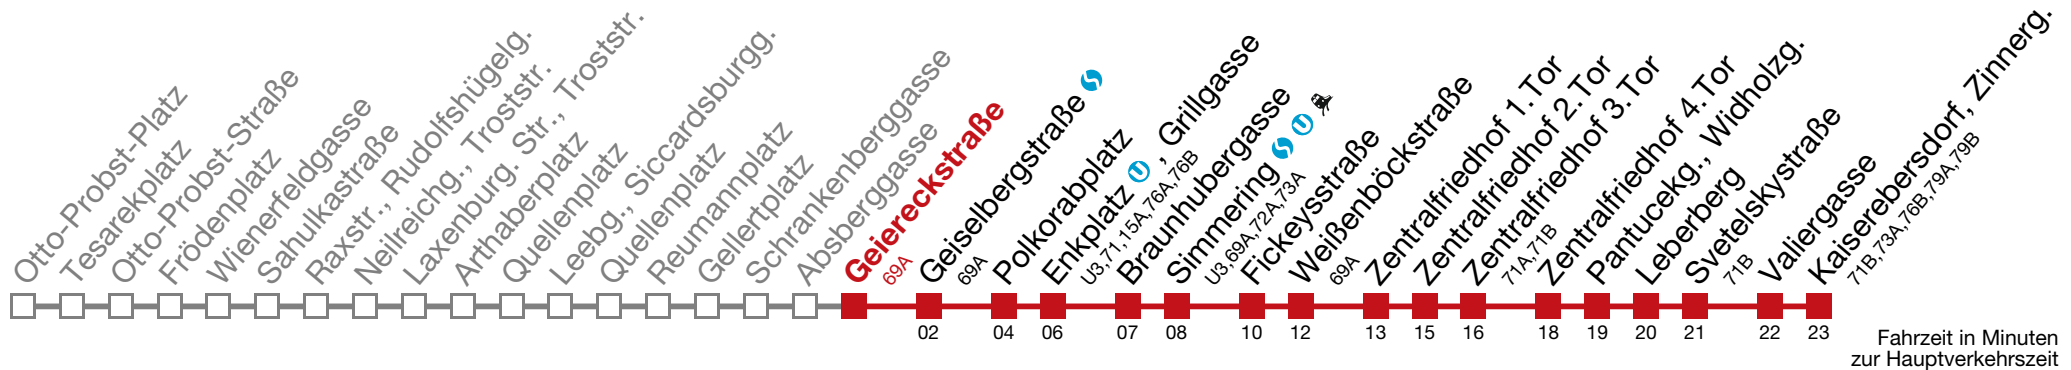 Otto-Probst-Platz
Tesarekplatz
Otto-Probst-Straße
Frödenplatz
Wienerfeldgasse
Sahulkastraße
Raxstr., Rudolfshügelg.
Neilreichg., Troststr.
Laxenburg. Str., Troststr.
Arthaberplatz
Quellenplatz
Leebg., Siccardsburgg.
Quellenplatz
Reumannplatz
Gellertplatz
Schrankenberggasse
Absberggasse
Geiereckstraße
69A
Geiselbergstraße
69A
Polkorabplatz
Enkplatz U, Grillgasse
U3,71,15A,76A,76B
Braunhubergasse
Simmering U
U3,69A,72A,73A
Fickeysstraße
Weißenböckstraße
69A
Zentralfriedhof 1.Tor
Zentralfriedhof 2.Tor
Zentralfriedhof 3.Tor
71A,71B
Zentralfriedhof 4.Tor
Pantucekg., Widholzg.
Leberberg
Svetelskystraße
71B
Valiergasse
Kaiserebersdorf, Zinnerg.
71B,73A,76B,79A,79B
02 04 06 07 08 10 12 13 15 16 18 19 20 21 22 23
Fahrzeit in Minuten
zur Hauptverkehrszeit